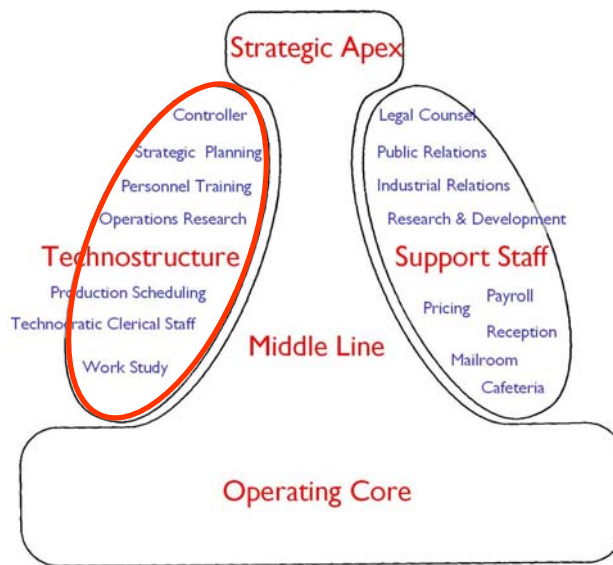 Strategic Apex
Controller
Strategic Planning
Personnel Training
Operations Research
Technostructure
Production Scheduling
Technocratic Clerical Staff
Work Study
Legal Counsel
Public Relations
Industrial Relations
Research & Development
Support Staff
Pricing
Payroll
Reception
Mailroom
Cafeteria
Middle Line
Operating Core